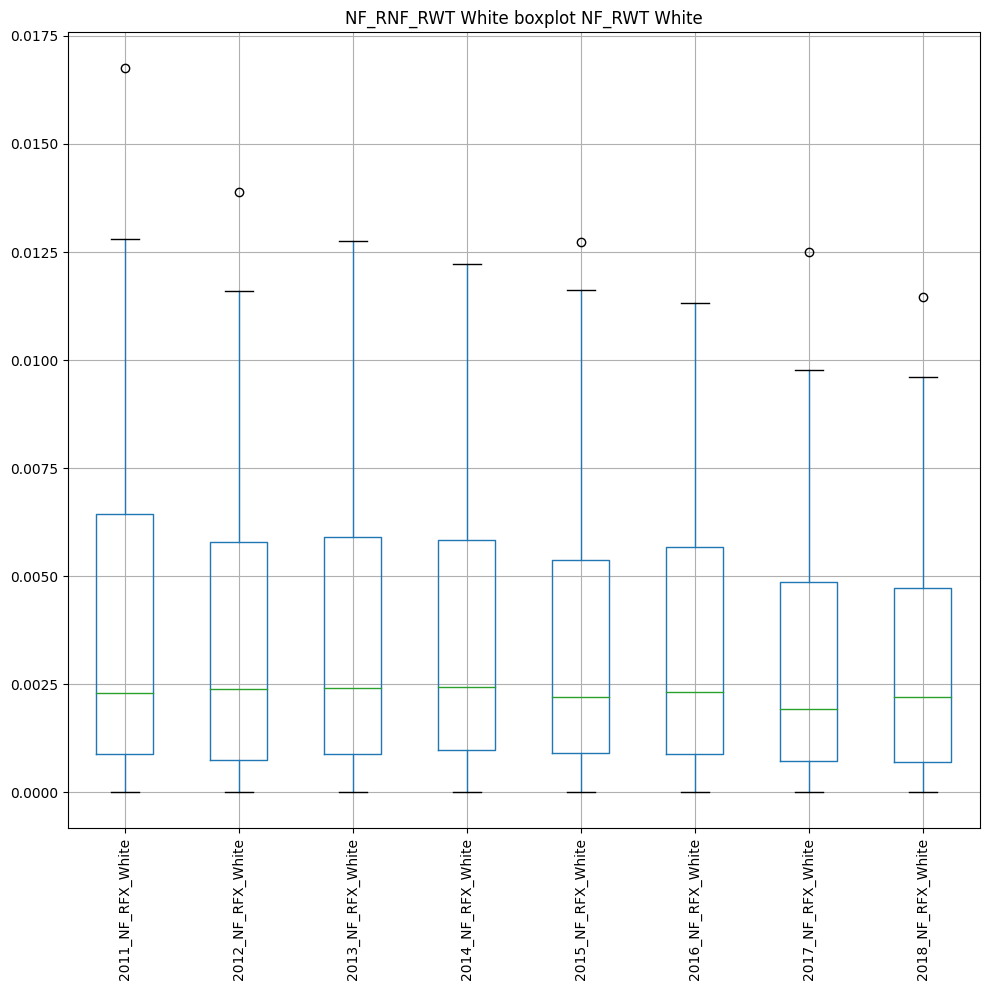 NF_RNF_RWT White boxplot NF_RWT White
0.0175
0.0150
0.0125
0.0100
0.0075
0.0050
0.0025
0.0000
2011_NF_RFX_White
2012_NF_RFX_White
2013_NF_RFX_White
2014_NF_RFX_White
2015_NF_RFX_White
2016_NF_RFX_White
2017_NF_RFX_White
2018_NF_RFX_White